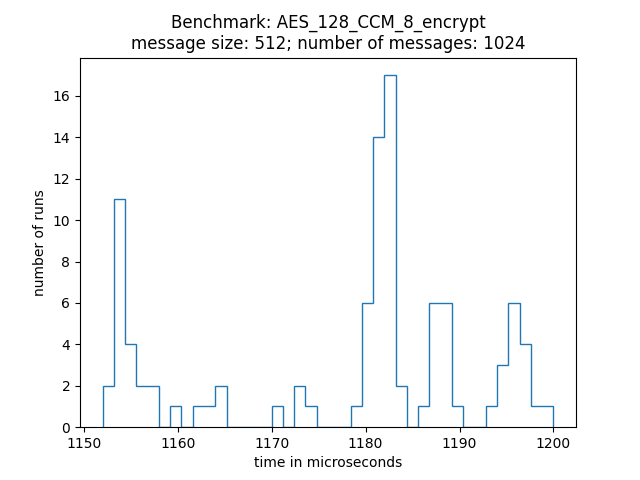 Benchmark: AES_128_CCM_8_encrypt
message size: 512; number of messages: 1024
16
14
12
10
8
6
4
2
0
number of runs
1150 1160 1170 1180 1190 1200
time in microseconds